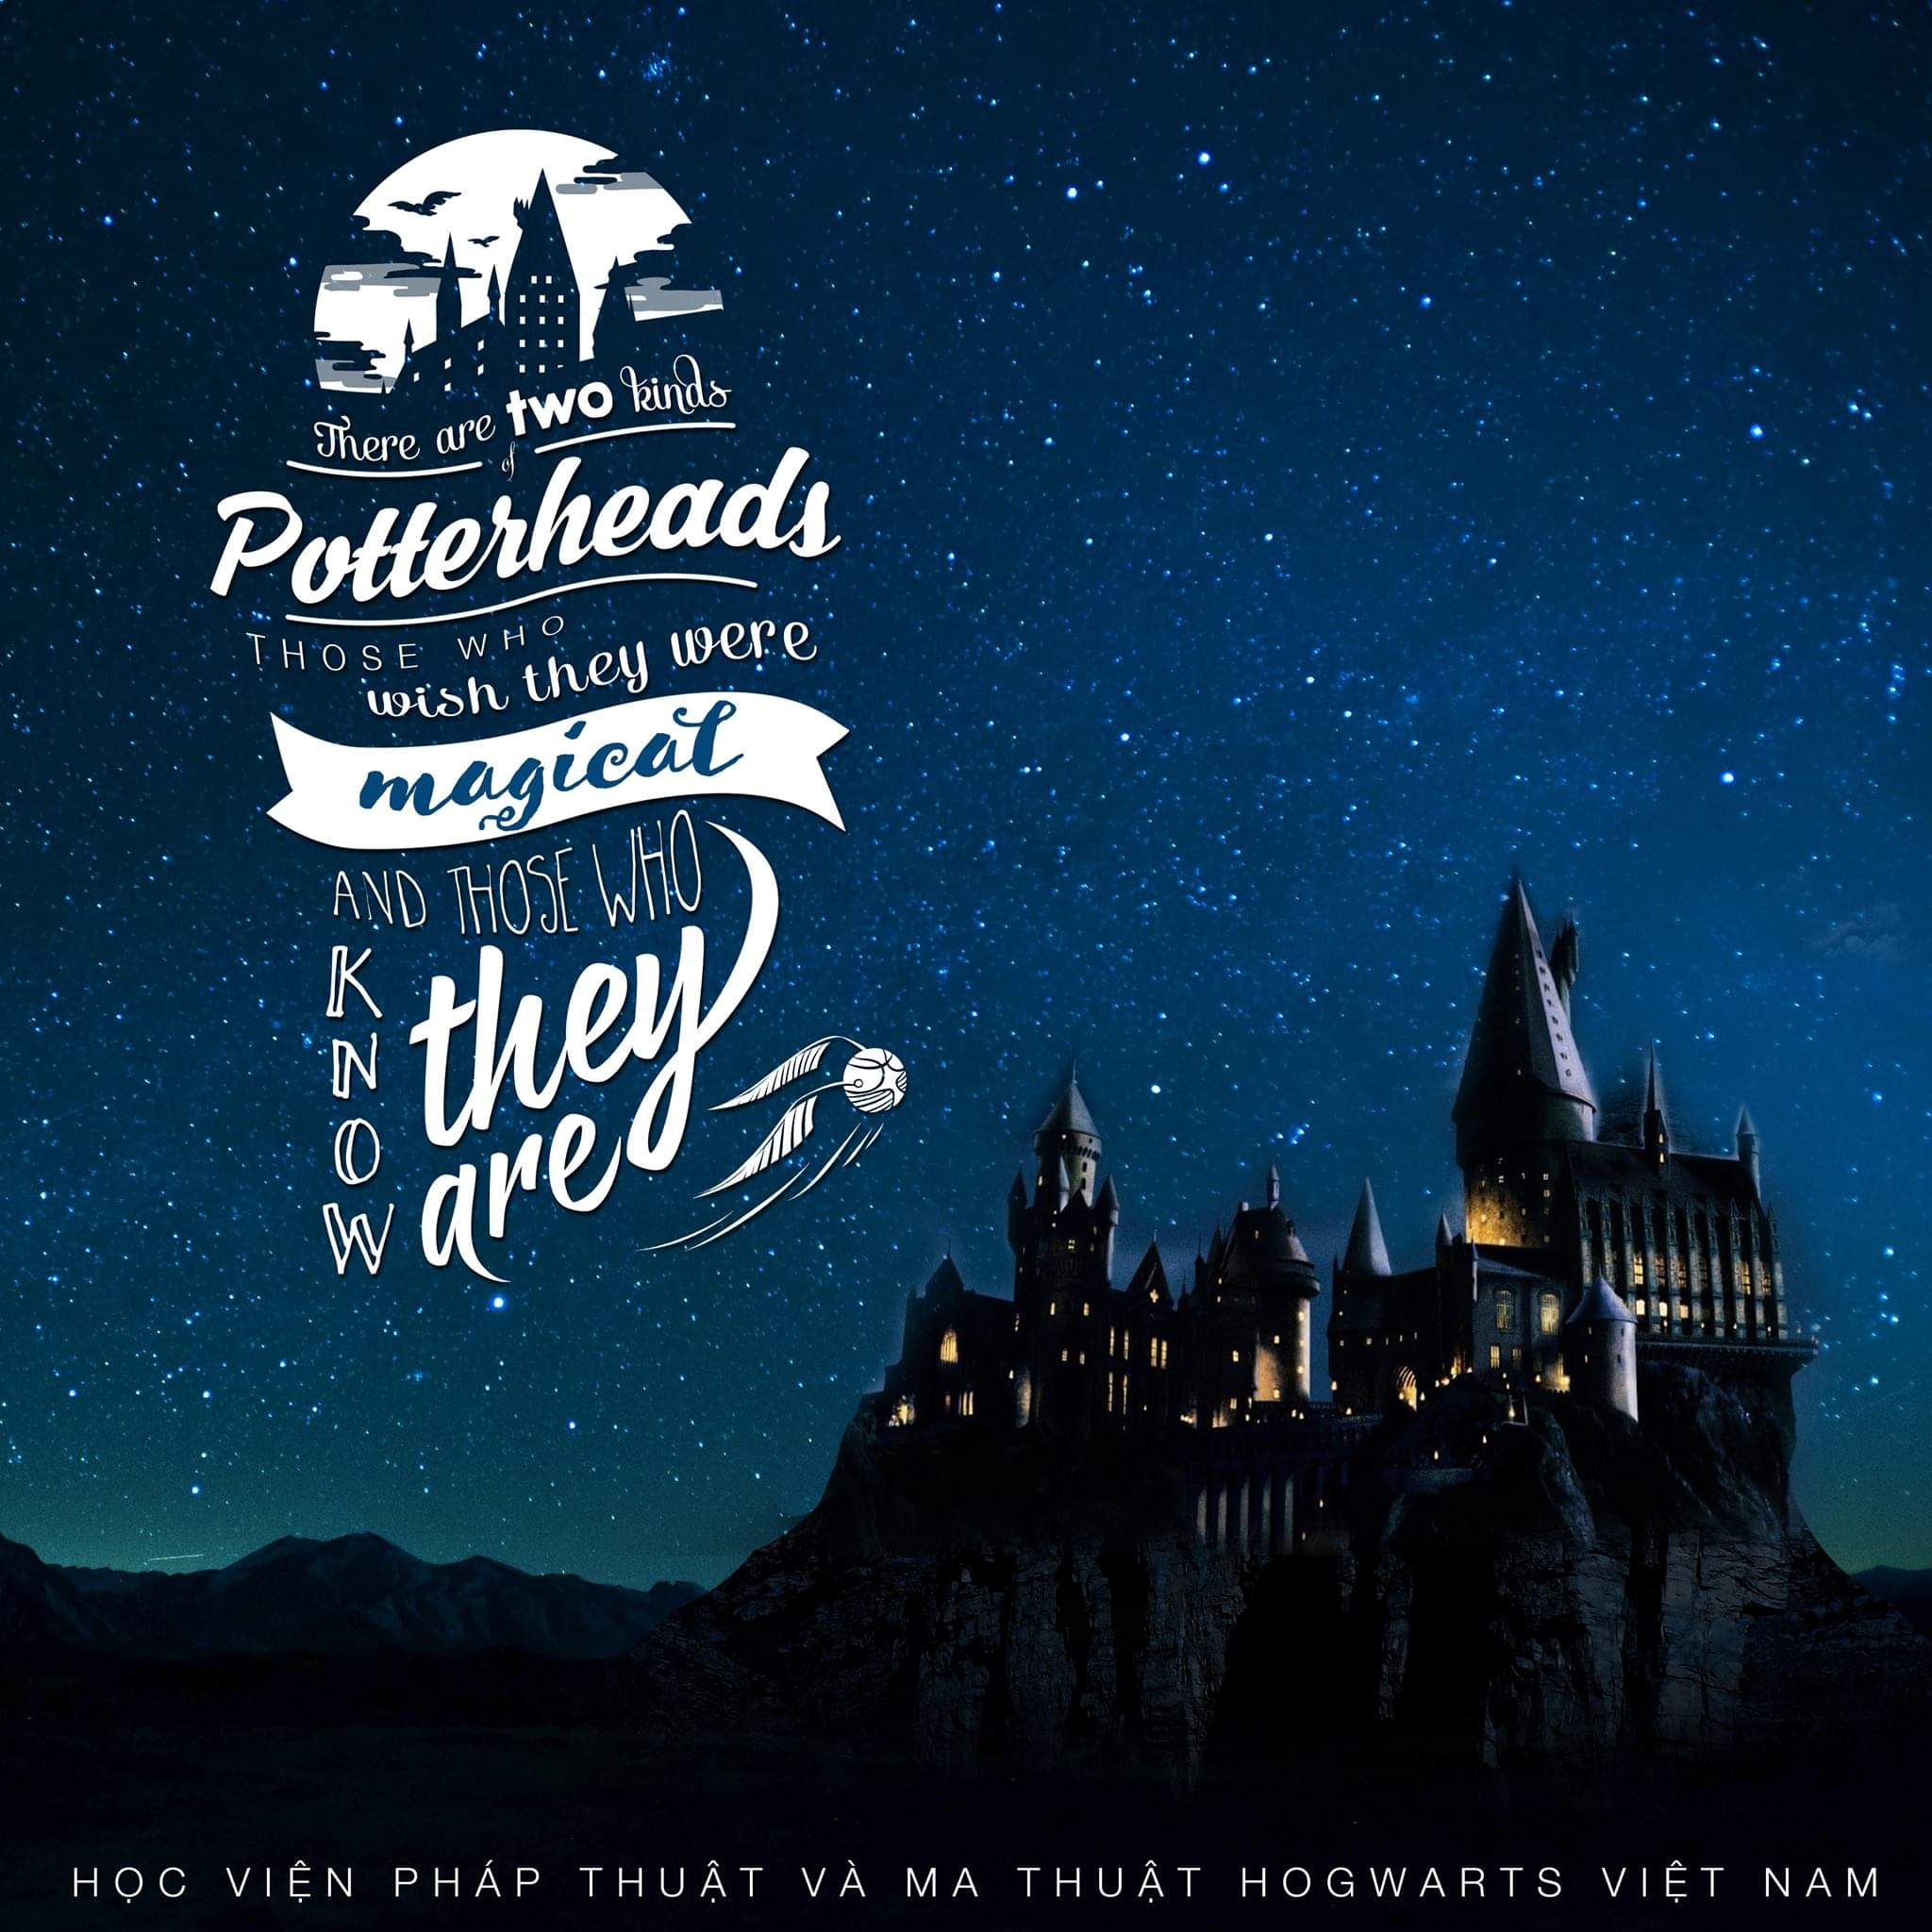 There are two kinds
of
Potterheads
THOSE WHO
wish they were
magical
AND THOSE WHO
KNOW
they
are
HỌC VIỆN PHÁP THUẬT VÀ MA THUẬT HOGWARTS VIỆT NAM